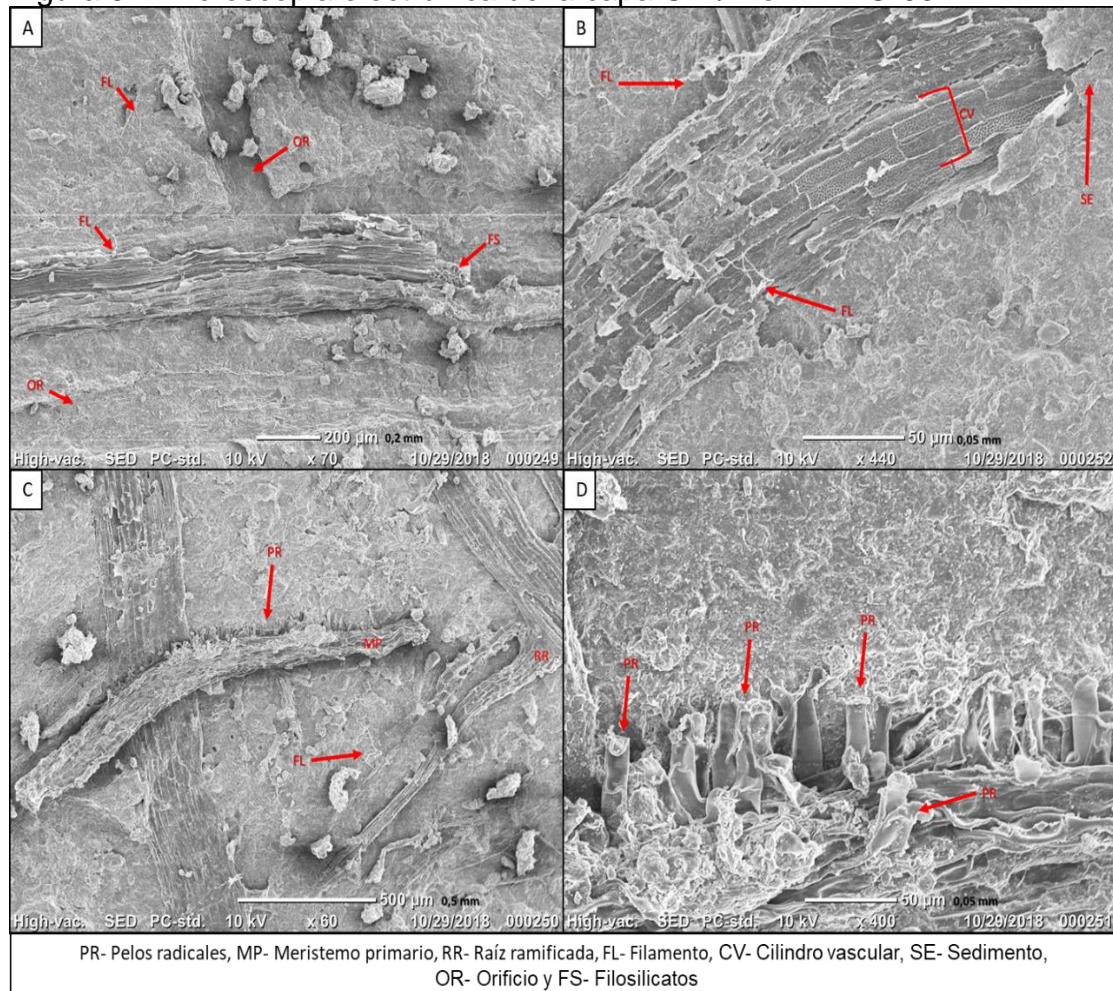 A
FL
OR
FL
FS
OR
200 µm 0,2 mm
High-vac. SED PC-std. 10 kV x 70 10/29/2018 000249
B
FL
CV
SE
FL
50 µm 0,05 mm
High-vac. SED PC-std. 10 kV x 440 10/29/2018 000252
C
PR
MP
RR
FL
500 µm 0,5 mm
High-vac. SED PC-std. 10 kV x 60 10/29/2018 000250
D
PR
PR
PR
PR
50 µm 0,05 mm
High-vac. SED PC-std. 10 kV x 400 10/29/2018 000251
PR- Pelos radicales, MP- Meristemo primario, RR- Raíz ramificada, FL- Filamento, CV- Cilindro vascular, SE- Sedimento,
OR- Orificio y FS- Filosilicatos